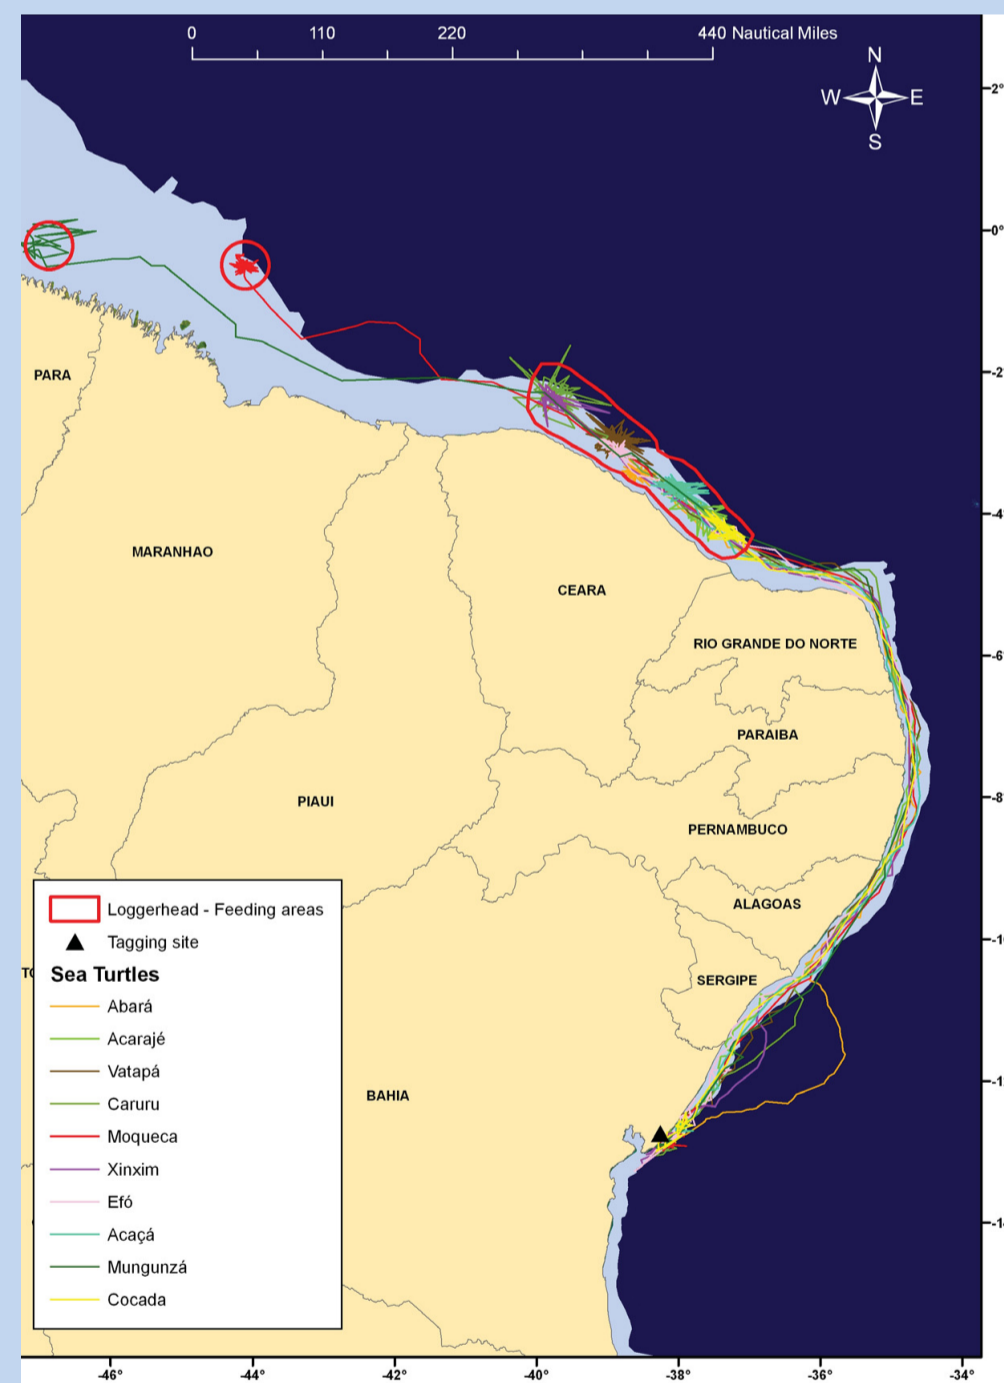 0 110 220 440 Nautical Miles
N
W E
S
2°
0°
-2
PARA
-4
MARANHAO
CEARA
RIO GRANDE DO NORTE
-6
PARAIBA
PIAUI
-8
PERNAMBUCO
ALAGOAS
Loggerhead - Feeding areas
Tagging site
-10
Sea Turtles
SERGIPE
Abará
Acarajé
Vatapá
-12
BAHIA
Caruru
Moqueca
Xinxim
Efó
Acaçá
Mungunzá
Cocada
-46° -44° -42° -40° -38° -36° -34°